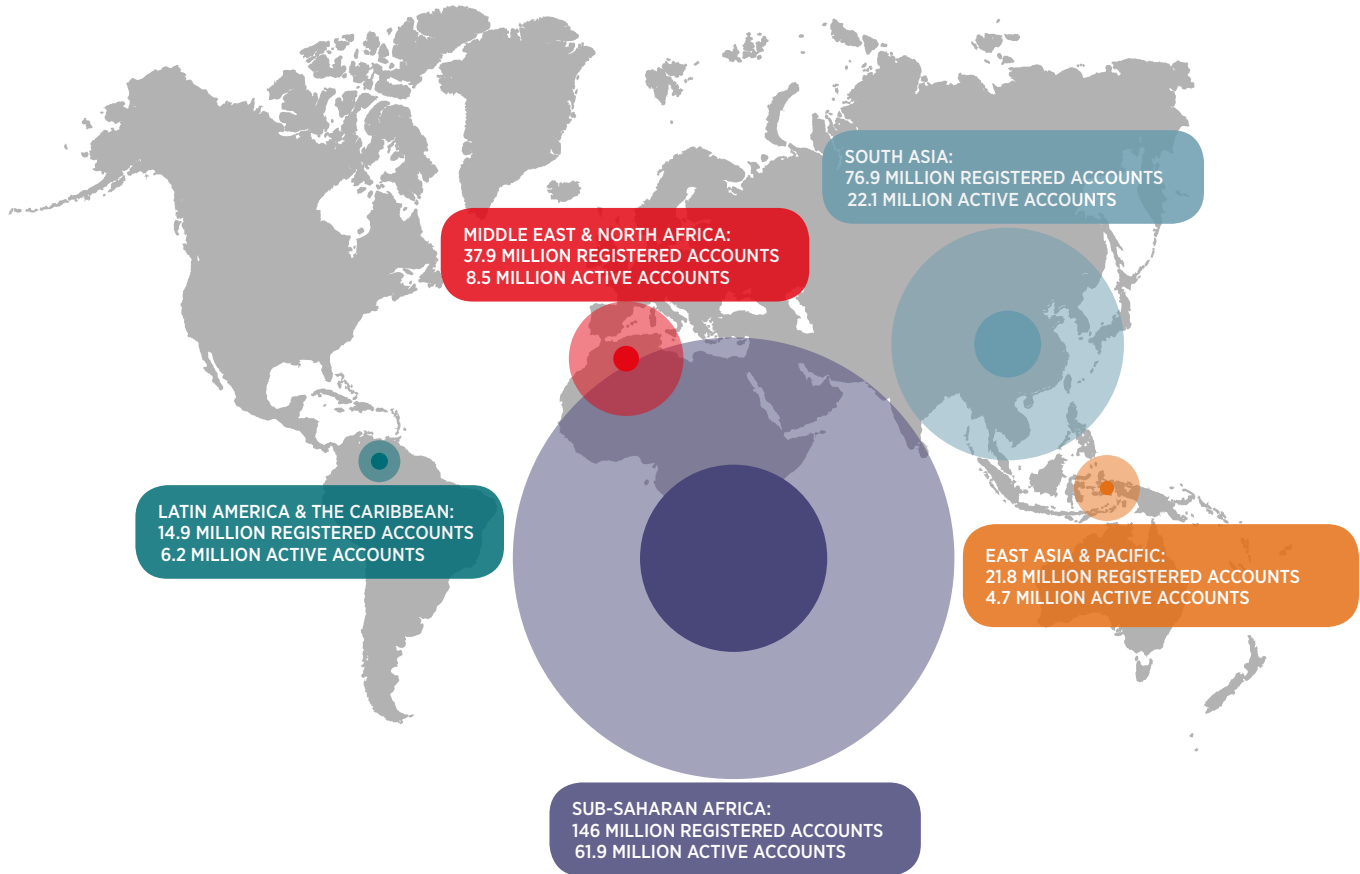 SOUTH ASIA:
76.9 MILLION REGISTERED ACCOUNTS
22.1 MILLION ACTIVE ACCOUNTS
MIDDLE EAST & NORTH AFRICA:
37.9 MILLION REGISTERED ACCOUNTS
8.5 MILLION ACTIVE ACCOUNTS
LATIN AMERICA & THE CARIBBEAN:
14.9 MILLION REGISTERED ACCOUNTS
6.2 MILLION ACTIVE ACCOUNTS
EAST ASIA & PACIFIC:
21.8 MILLION REGISTERED ACCOUNTS
4.7 MILLION ACTIVE ACCOUNTS
SUB-SAHARAN AFRICA:
146 MILLION REGISTERED ACCOUNTS
61.9 MILLION ACTIVE ACCOUNTS